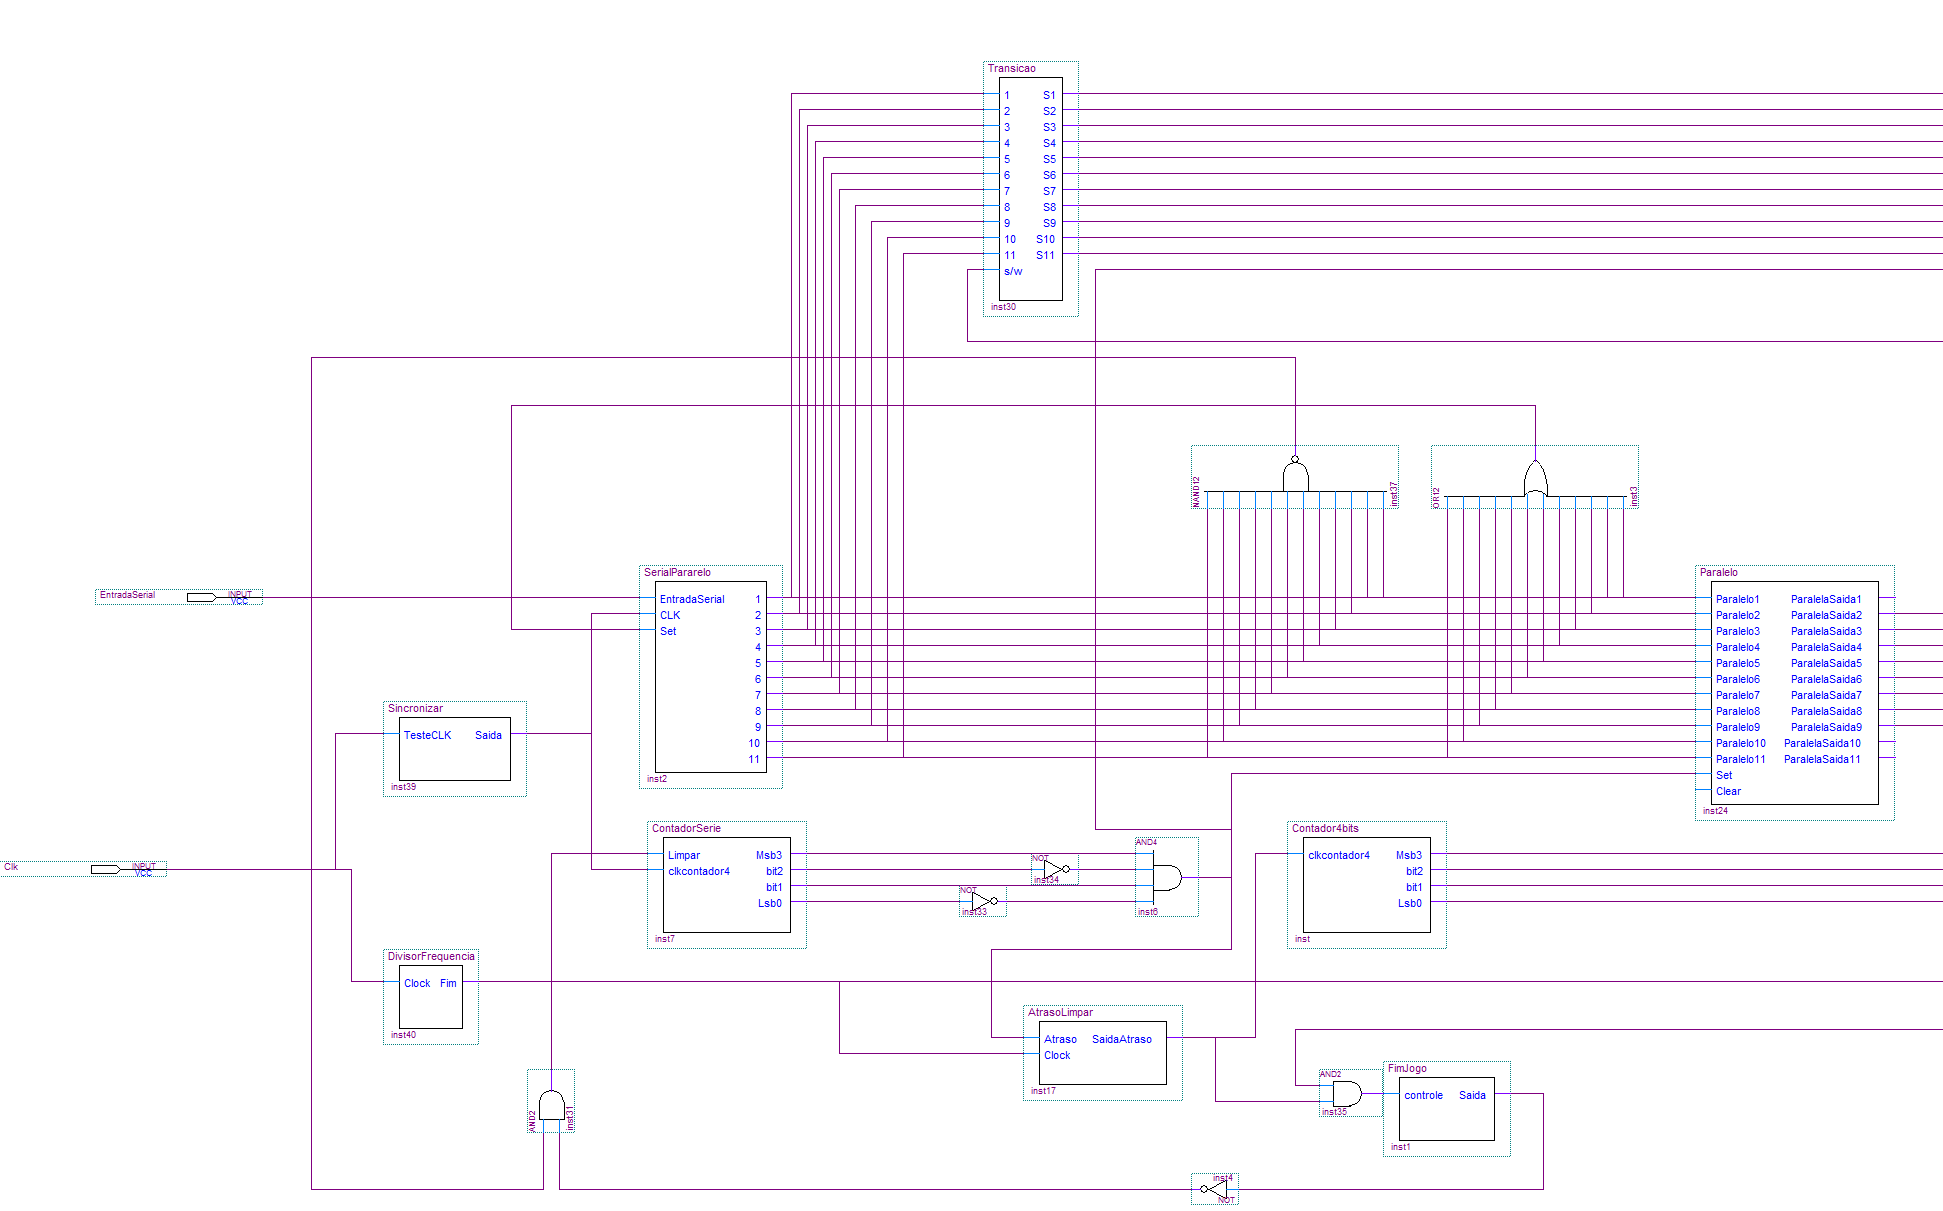 Transicao
1 S1
2 S2
3 S3
4 S4
5 S5
6 S6
7 S7
8 S8
9 S9
10 S10
11 S11
s/w
inst30
NAND12
inst37
OR12
inst3
EntradaSerial
INPUT
VCC
SerialPararelo
EntradaSerial 1
CLK 2
Set 3
4
5
6
7
8
9
10
11
inst2
Paralelo
Paralelo1 ParalelaSaida1
Paralelo2 ParalelaSaida2
Paralelo3 ParalelaSaida3
Paralelo4 ParalelaSaida4
Paralelo5 ParalelaSaida5
Paralelo6 ParalelaSaida6
Paralelo7 ParalelaSaida7
Paralelo8 ParalelaSaida8
Paralelo9 ParalelaSaida9
Paralelo10 ParalelaSaida10
Paralelo11 ParalelaSaida11
Set
Clear
inst24
Sincronizar
TesteCLK Saida
inst39
Clk
INPUT
VCC
ContadorSerie
Limpar Msb3
clkcontador4 bit2
bit1
Lsb0
inst7
NOT
inst34
NOT
inst33
AND4
inst6
Contador4bits
clkcontador4 Msb3
bit2
bit1
Lsb0
inst
DivisorFrequencia
Clock Fim
inst40
AtrasoLimpar
Atraso SaidaAtraso
Clock
inst17
AND2
inst31
AND2
inst35
FimJogo
controle Saida
inst1
inst4
NOT